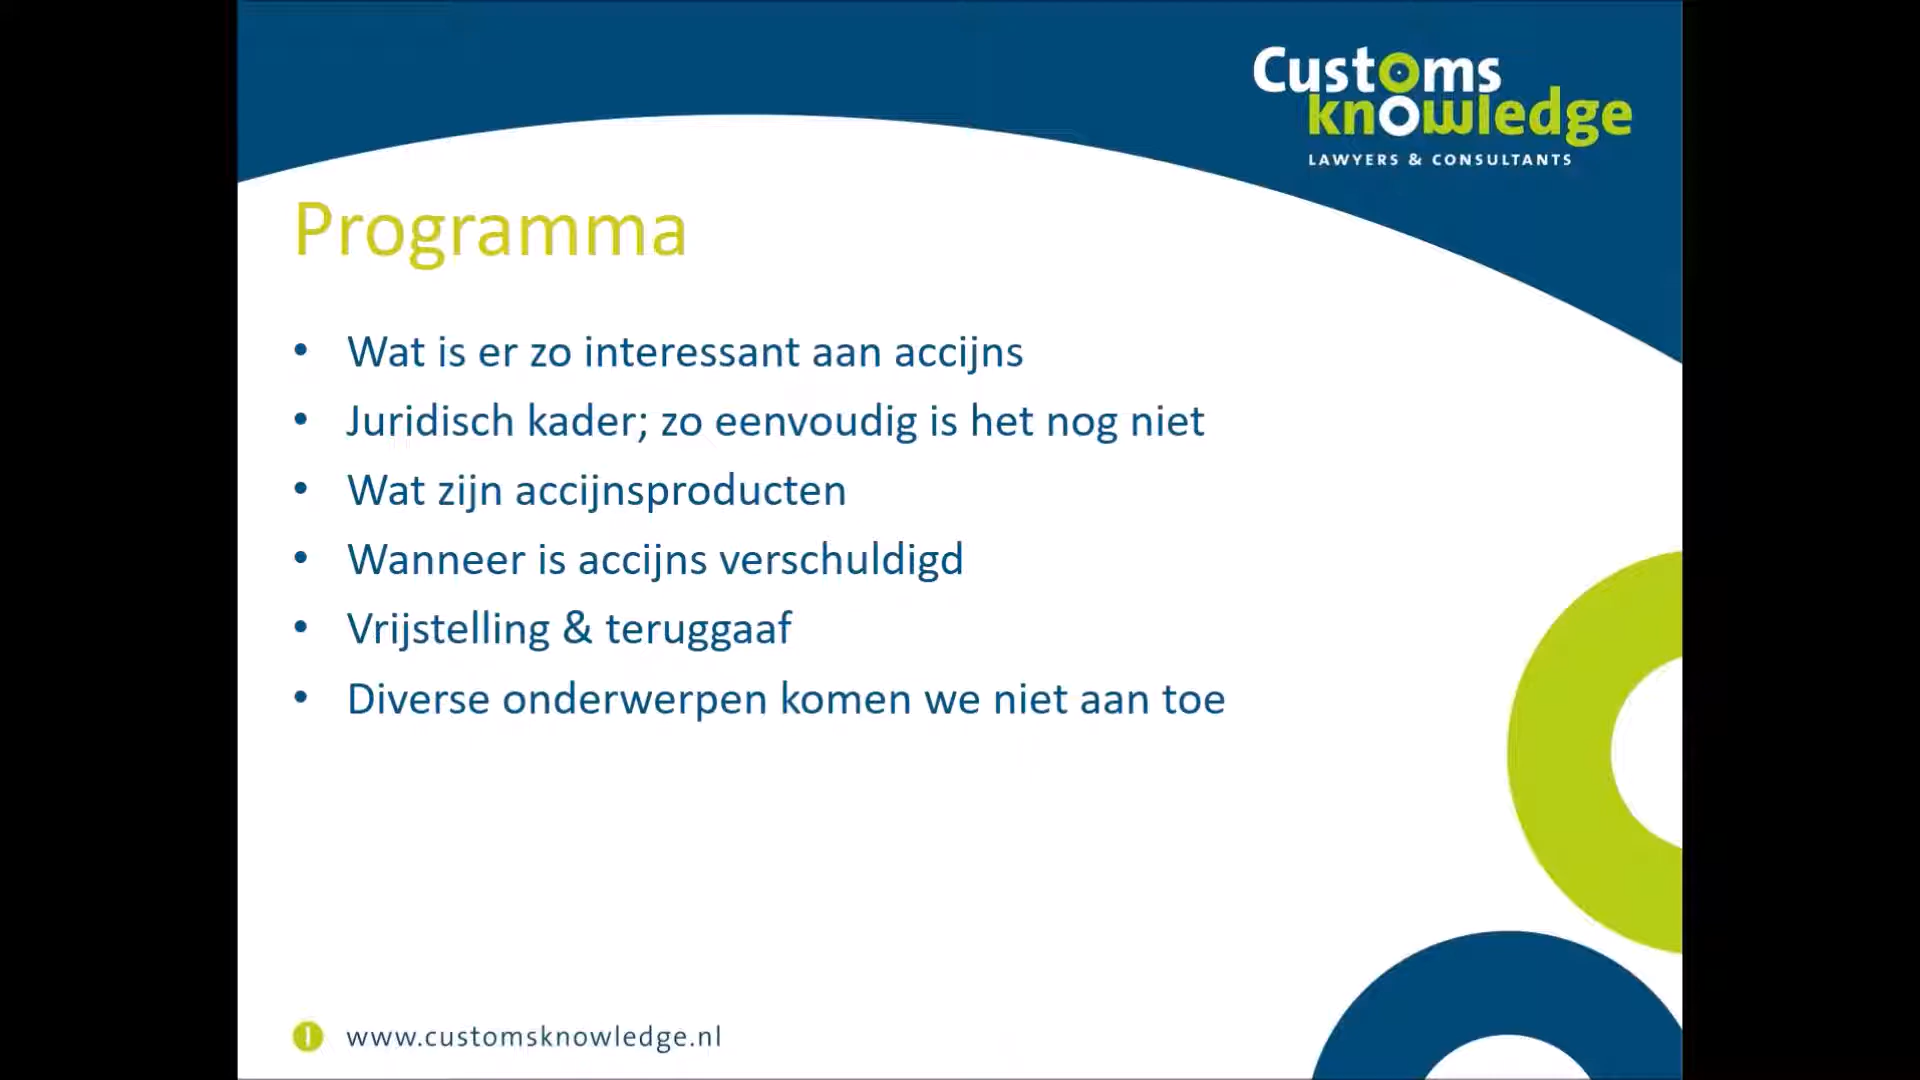 Customs
knowledge
LAWYERS & CONSULTANTS
Programma
• Wat is er zo interessant aan accijns
• Juridisch kader; zo eenvoudig is het nog niet
• Wat zijn accijnsproducten
• Wanneer is accijns verschuldigd
• Vrijstelling & teruggaaf
• Diverse onderwerpen komen we niet aan toe
www.customsknowledge.nl